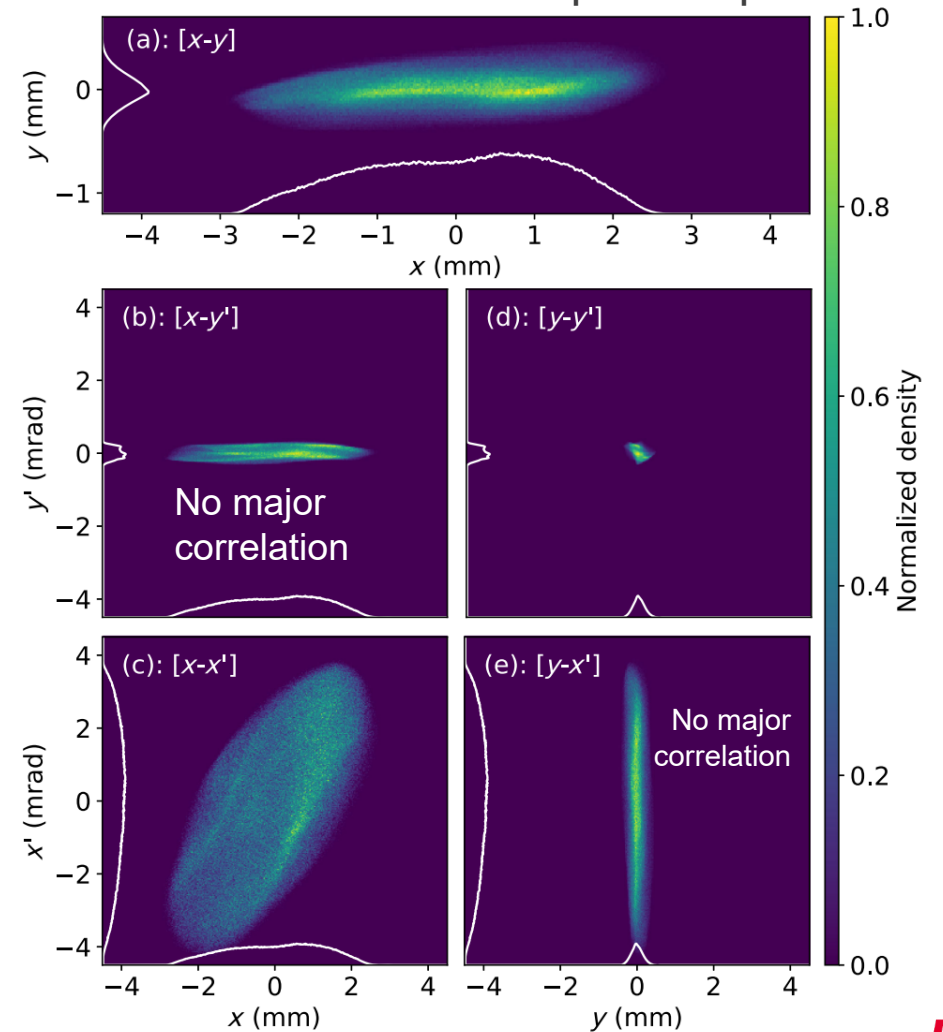 (a): [x-y]
y (mm)
0
−1
−4 −3 −2 −1 0 1 2 3 4
x (mm)
1.0
0.8
0.6
0.4
0.2
0.0
Normalized density
(b): [x-y']
y' (mrad)
4
2
0
−2
−4
No major
correlation
(d): [y-y']
(c): [x-x']
x' (mrad)
4
2
0
−2
−4
−4 −2 0 2 4
x (mm)
(e): [y-x']
No major
correlation
−4 −2 0 2 4
y (mm)